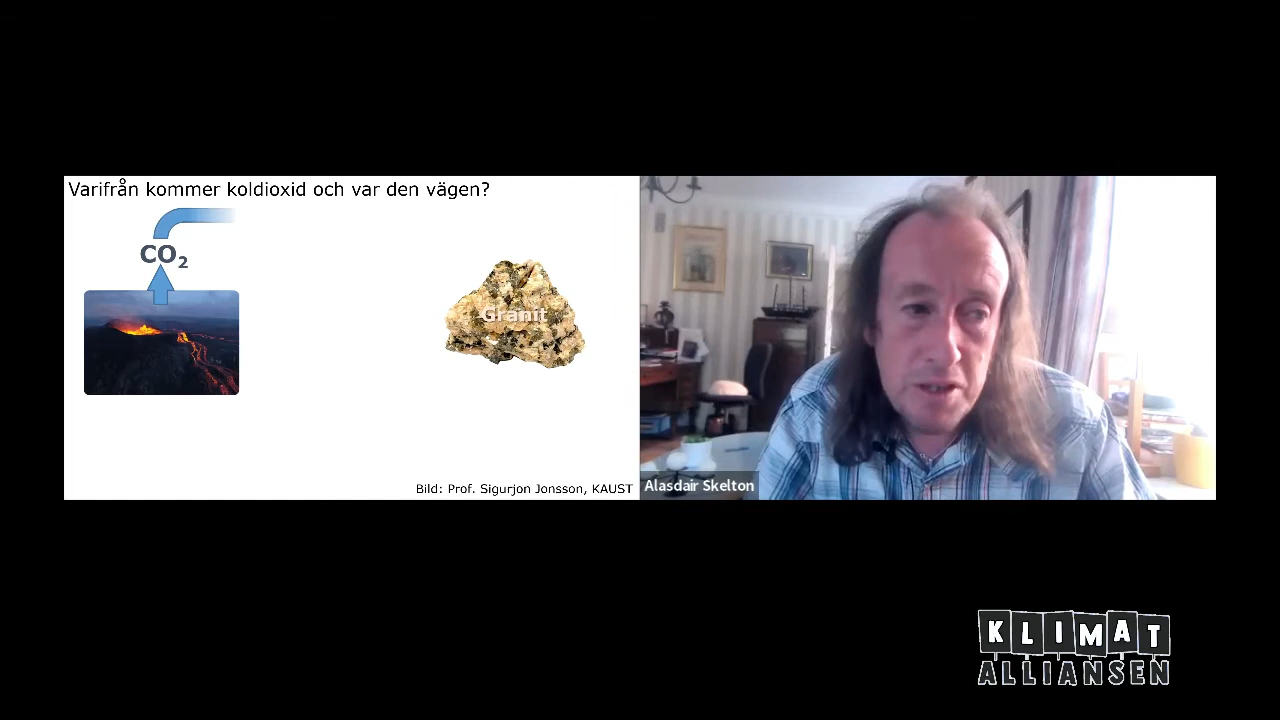 Varifrån kommer koldioxid och var den vägen?
CO2
Granit
Bild: Prof. Sigurjon Jonsson, KAUST
Alasdair Skelton
KLIMAT
ALLIANSEN